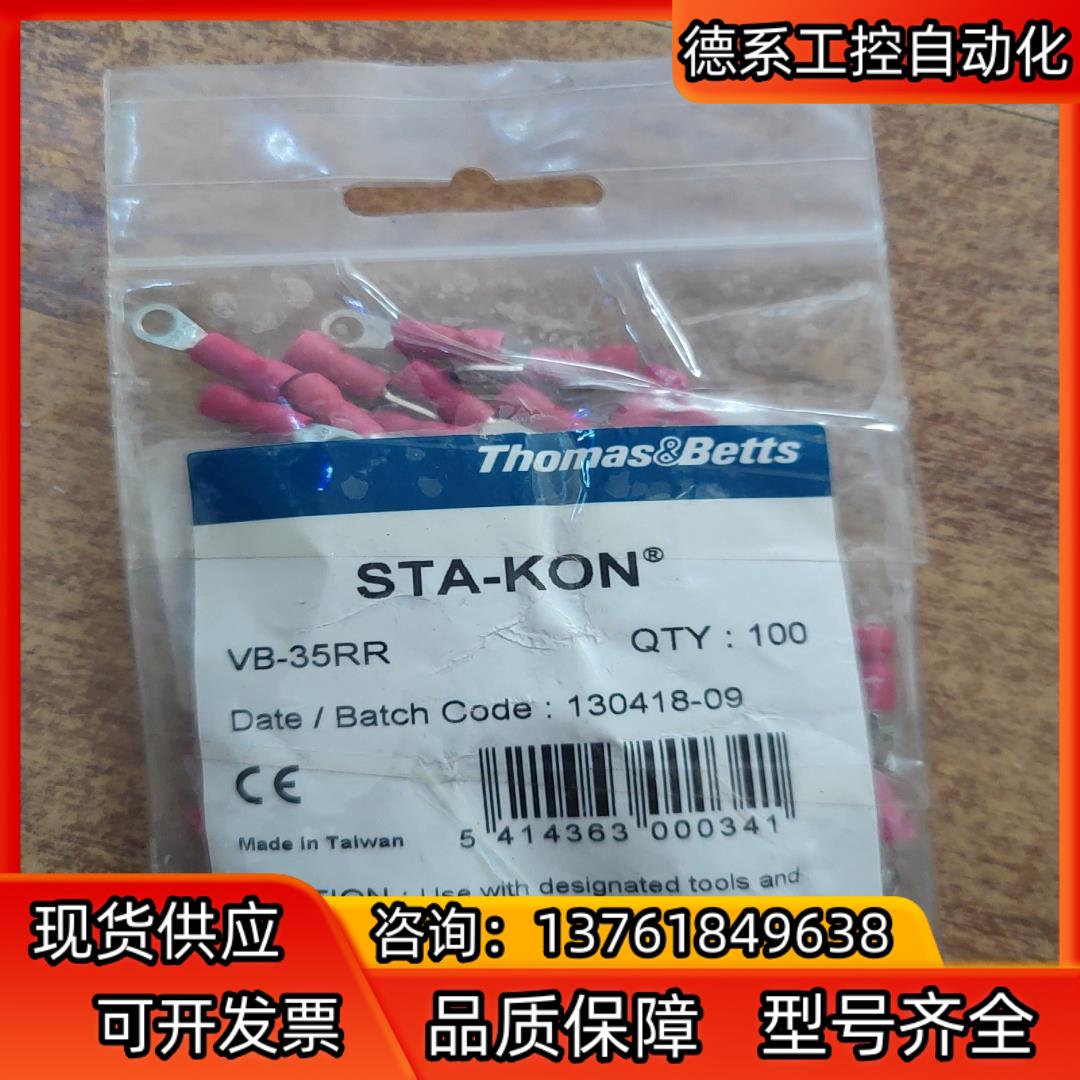 德系工控自动化
Thomas&Betts
STA-KON®
VB-35RR
QTY : 100
Date / Batch Code : 130418-09
CE
Made in Taiwan
5 414363 000341
Use with designated tools and
现货供应
咨询：13761849638
可开发票
品质保障
型号齐全